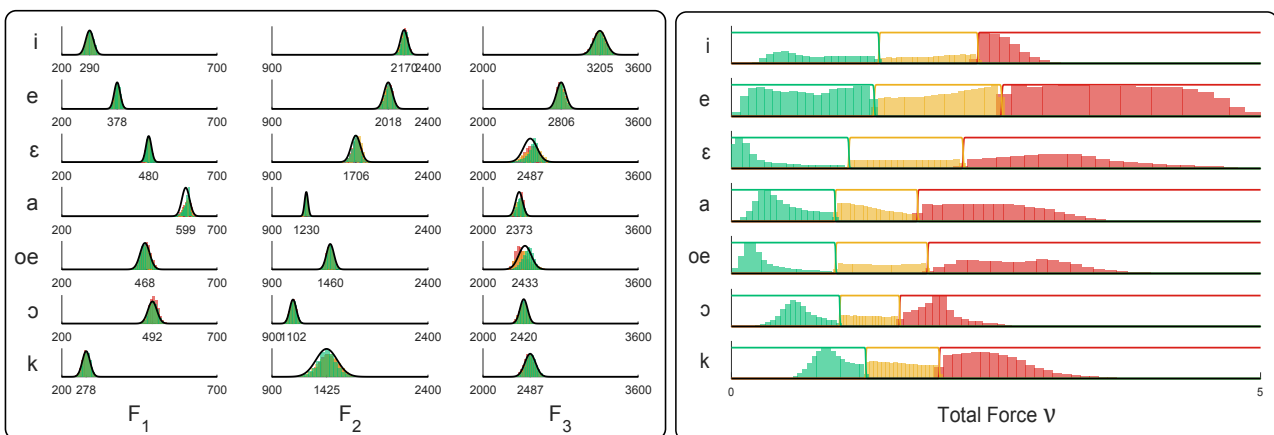 i 200 290 700 900 2170 2400 2000 3205 3600 i
e 200 378 700 900 2018 2400 2000 2806 3600 e
ε 200 480 700 900 1706 2400 2000 2487 3600 ε
a 200 599 700 900 1230 2400 2000 2373 3600 a
oe 200 468 700 900 1460 2400 2000 2433 3600 oe
ɔ 200 492 700 900 1102 2400 2000 2420 3600 ɔ
k 200 278 700 900 1425 2400 2000 2487 3600 k
0 5
F1 F2 F3 Total Force ν